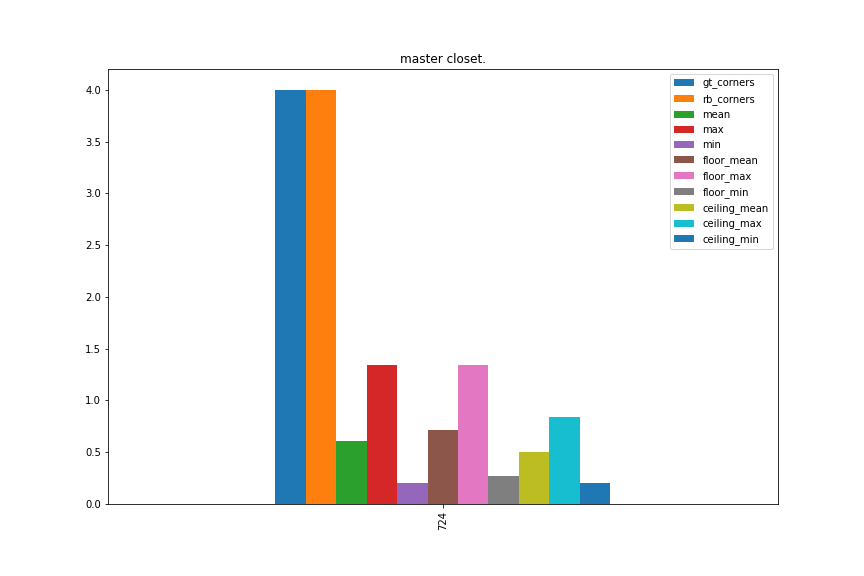 master closet.
4.0
3.5
3.0
2.5
2.0
1.5
1.0
0.5
0.0
724
gt_corners
rb_corners
mean
max
min
floor_mean
floor_max
floor_min
ceiling_mean
ceiling_max
ceiling_min